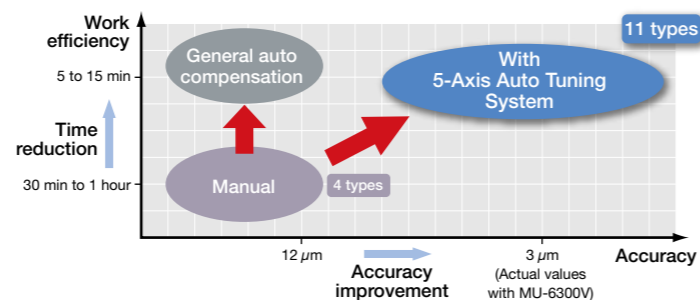 Work
efficiency
11 types
General auto
compensation
With
5-Axis Auto Tuning
System
5 to 15 min
Time
reduction
Manual
4 types
30 min to 1 hour
12 µm
3 µm
Accuracy
Accuracy
improvement
(Actual values
with MU-6300V)